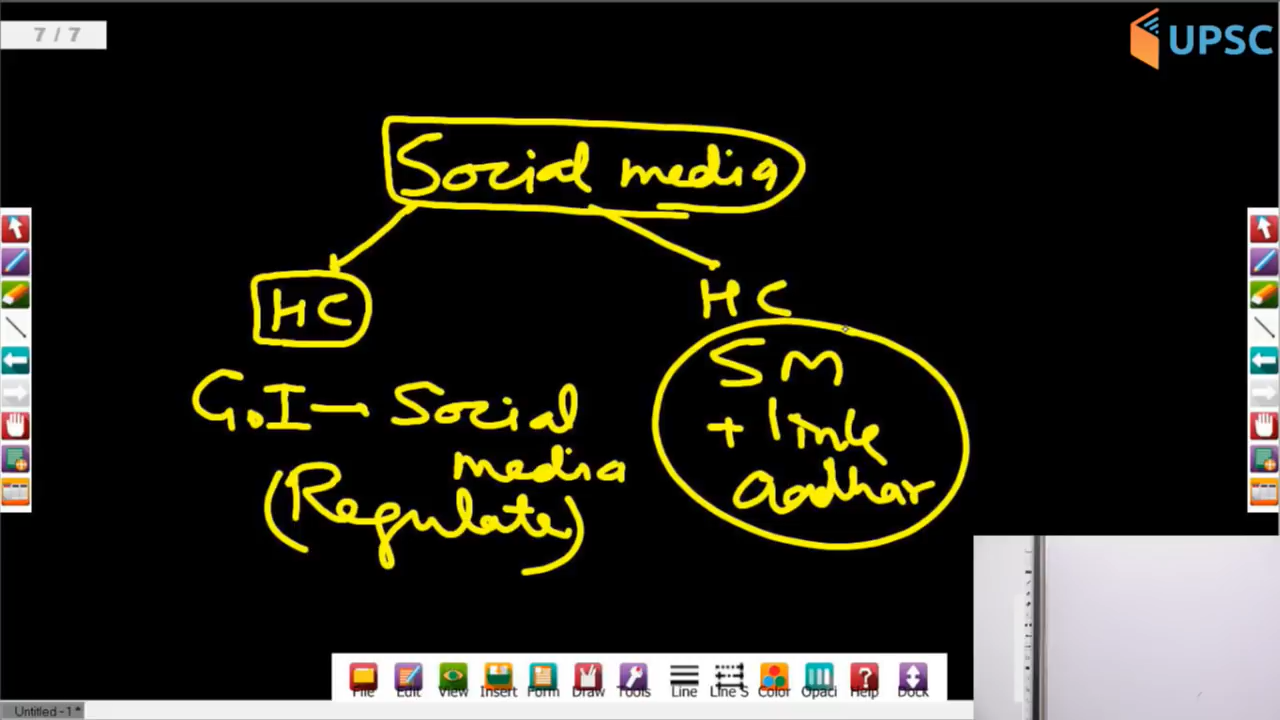 7 / 7
UPSC
Social media
HC
HC
G.I - Social
media
(Regulate)
SM
+ link
aadhar
File
Edit
View
Insert
Form
Draw
Tools
Line
Line S
Color
Opaci
Help
Dock
Untitled - 1 *